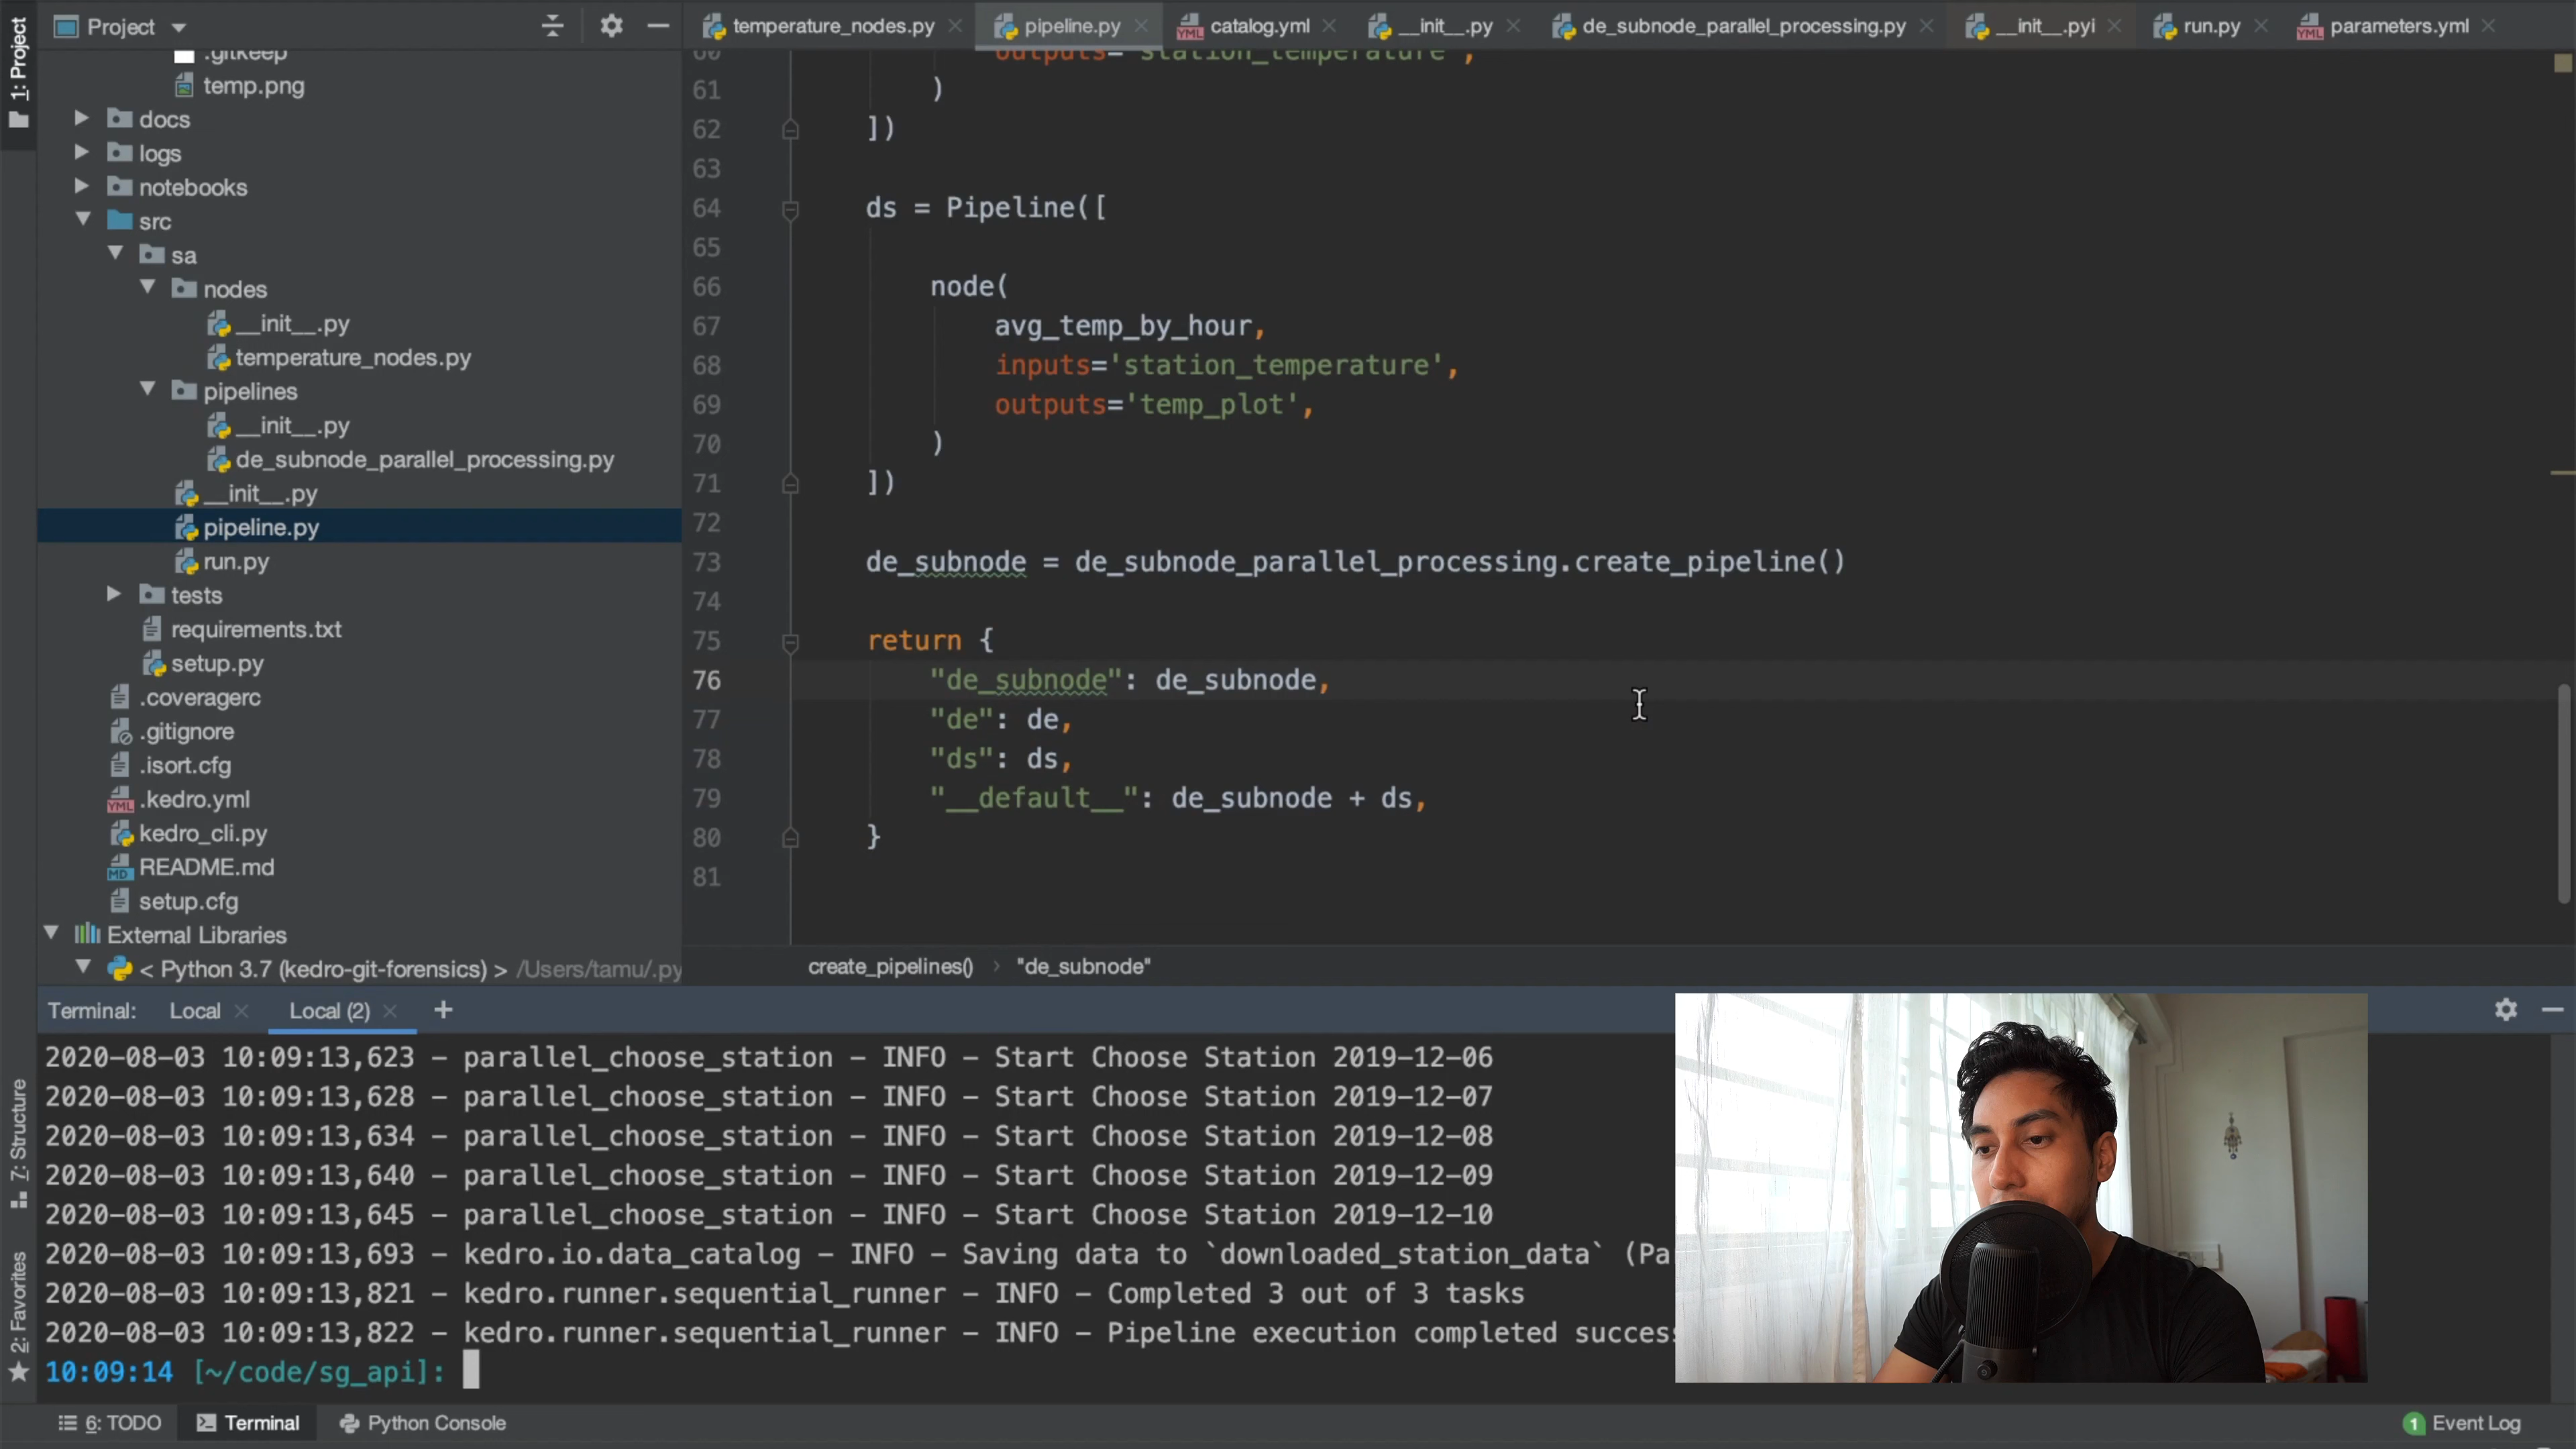 1: Project
Project
temperature_nodes.py
pipeline.py
catalog.yml
__init__.py
de_subnode_parallel_processing.py
__init__.pyi
run.py
parameters.yml
.gitkeep
temp.png
docs
logs
notebooks
src
sa
nodes
__init__.py
temperature_nodes.py
pipelines
__init__.py
de_subnode_parallel_processing.py
__init__.py
pipeline.py
run.py
tests
requirements.txt
setup.py
.coveragerc
.gitignore
.isort.cfg
.kedro.yml
kedro_cli.py
README.md
setup.cfg
External Libraries
< Python 3.7 (kedro-git-forensics) > /Users/tamu/.py
60 outputs='station_temperature',
61 )
62 ])
63
64 ds = Pipeline([
65
66 node(
67 avg_temp_by_hour,
68 inputs='station_temperature',
69 outputs='temp_plot',
70 )
71 ])
72
73 de_subnode = de_subnode_parallel_processing.create_pipeline()
74
75 return {
76 "de_subnode": de_subnode,
77 "de": de,
78 "ds": ds,
79 "__default__": de_subnode + ds,
80 }
81
create_pipelines() › "de_subnode"
Terminal: Local Local (2) +
2020-08-03 10:09:13,623 - parallel_choose_station - INFO - Start Choose Station 2019-12-06
2020-08-03 10:09:13,628 - parallel_choose_station - INFO - Start Choose Station 2019-12-07
2020-08-03 10:09:13,634 - parallel_choose_station - INFO - Start Choose Station 2019-12-08
2020-08-03 10:09:13,640 - parallel_choose_station - INFO - Start Choose Station 2019-12-09
2020-08-03 10:09:13,645 - parallel_choose_station - INFO - Start Choose Station 2019-12-10
2020-08-03 10:09:13,693 - kedro.io.data_catalog - INFO - Saving data to `downloaded_station_data` (Pa
2020-08-03 10:09:13,821 - kedro.runner.sequential_runner - INFO - Completed 3 out of 3 tasks
2020-08-03 10:09:13,822 - kedro.runner.sequential_runner - INFO - Pipeline execution completed succes
10:09:14 [~/code/sg_api]:
7: Structure
2: Favorites
6: TODO
Terminal
Python Console
1 Event Log